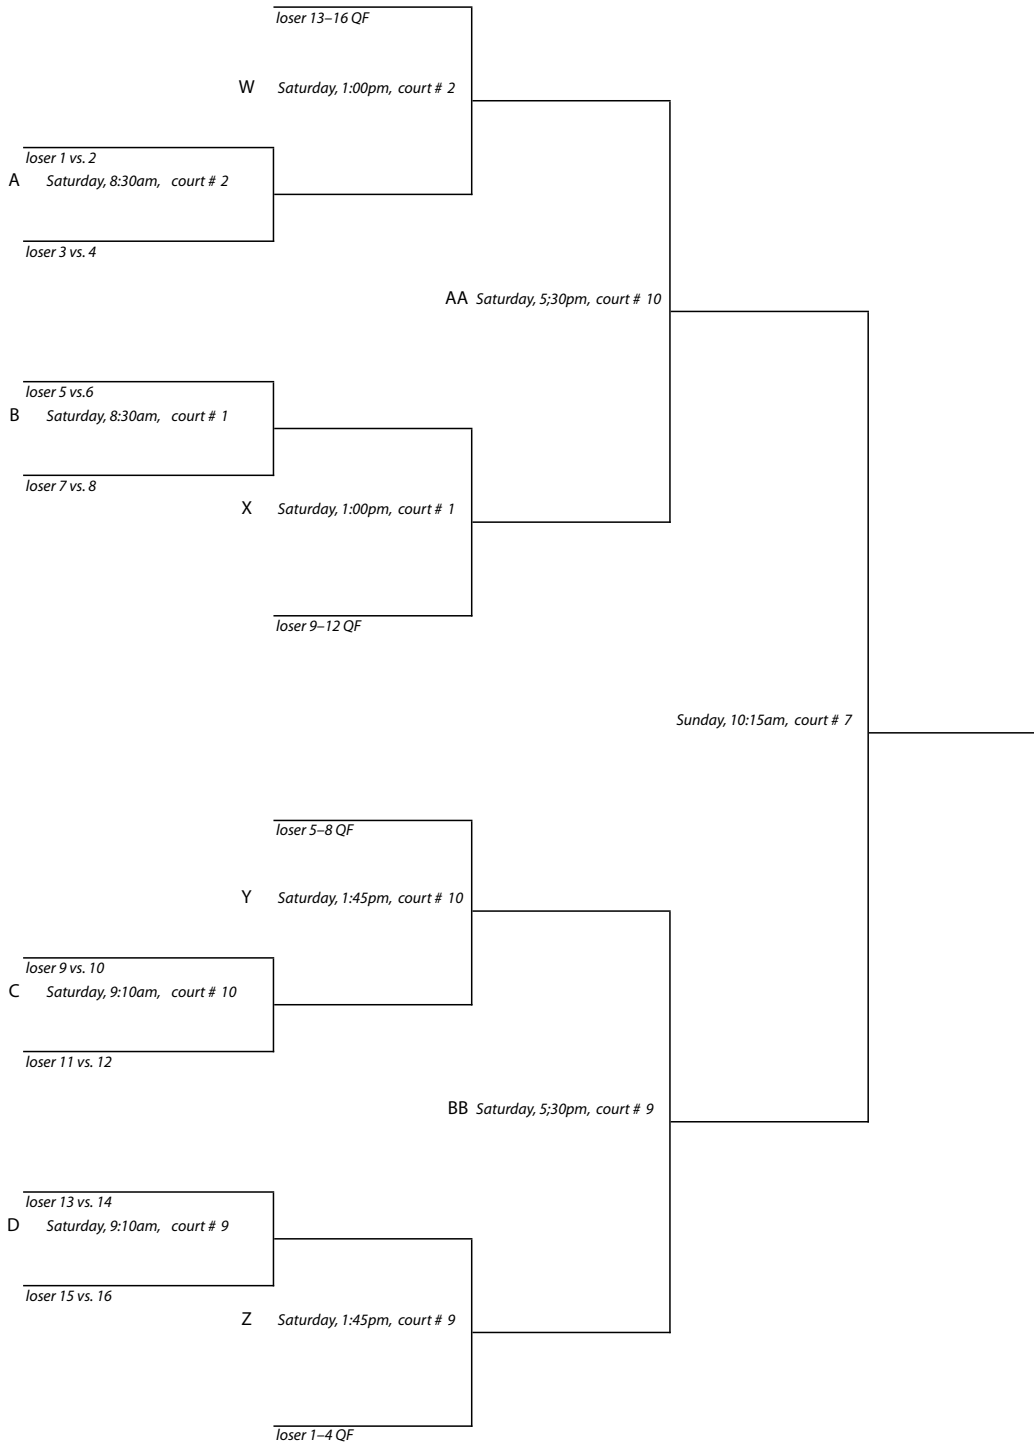 loser 13–16 QF
W Saturday, 1:00pm, court # 2
loser 1 vs. 2
A Saturday, 8:30am, court # 2
loser 3 vs. 4
AA Saturday, 5;30pm, court # 10
loser 5 vs.6
B Saturday, 8:30am, court # 1
loser 7 vs. 8
X Saturday, 1:00pm, court # 1
loser 9–12 QF
Sunday, 10:15am, court # 7
loser 5–8 QF
Y Saturday, 1:45pm, court # 10
loser 9 vs. 10
C Saturday, 9:10am, court # 10
loser 11 vs. 12
BB Saturday, 5;30pm, court # 9
loser 13 vs. 14
D Saturday, 9:10am, court # 9
loser 15 vs. 16
Z Saturday, 1:45pm, court # 9
loser 1–4 QF